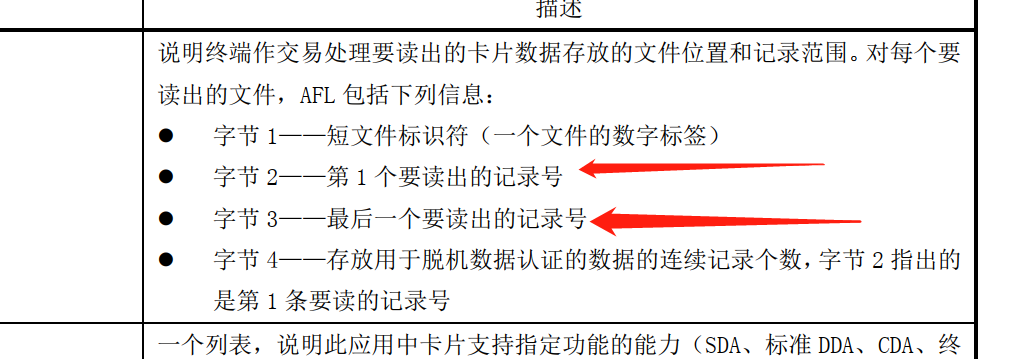 描述
说明终端作交易处理要读出的卡片数据存放的文件位置和记录范围。对每个要
读出的文件，AFL 包括下列信息：
● 字节 1——短文件标识符（一个文件的数字标签）
● 字节 2——第 1 个要读出的记录号
● 字节 3——最后一个要读出的记录号
● 字节 4——存放用于脱机数据认证的数据的连续记录个数，字节 2 指出的
是第 1 条要读的记录号
一个列表，说明此应用中卡片支持指定功能的能力（SDA、标准 DDA、CDA、终